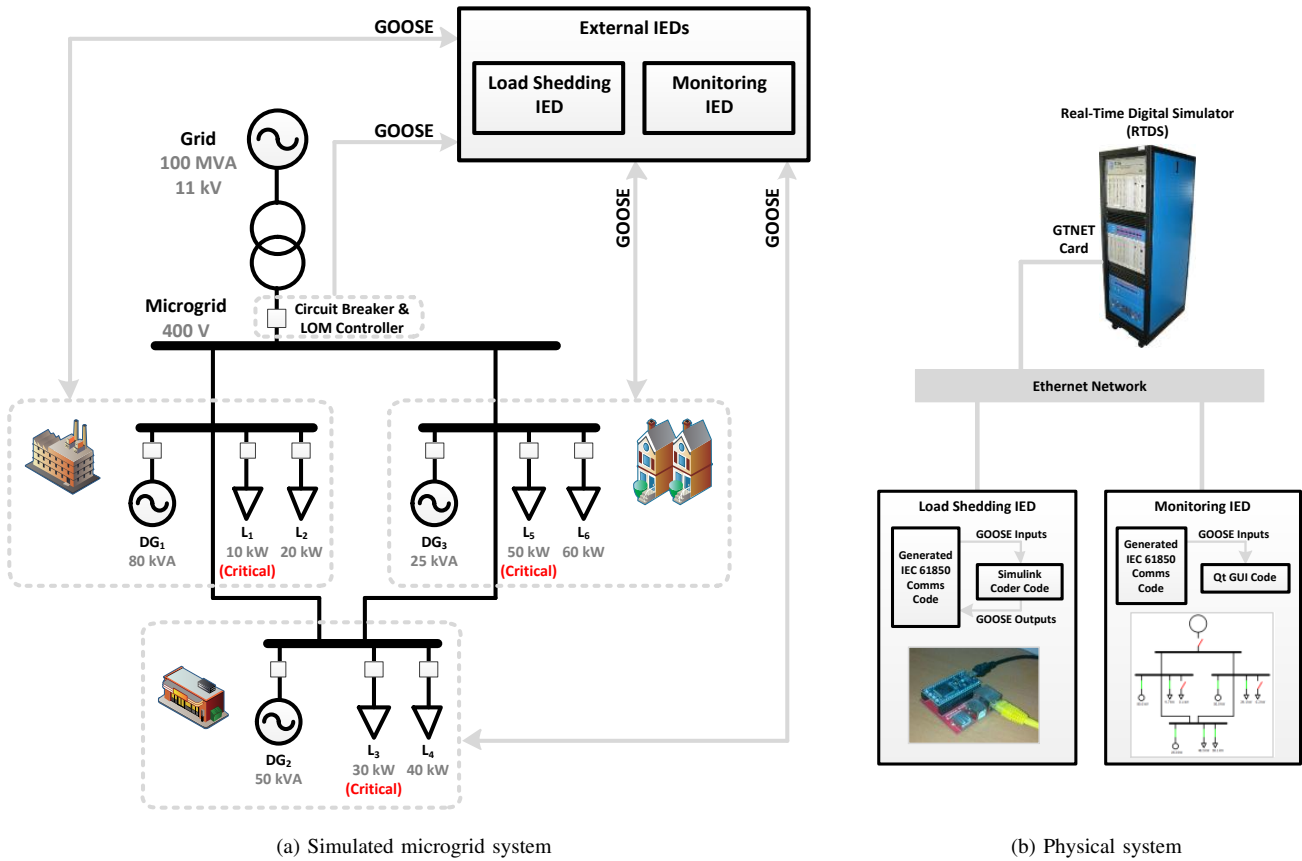 GOOSE
External IEDs
Load Shedding
IED
Monitoring
IED
GOOSE
Grid
100 MVA
11 kV
GOOSE
GOOSE
Microgrid
400 V
Circuit Breaker &
LOM Controller
DG1
80 kVA
L1
10 kW
(Critical)
L2
20 kW
DG3
25 kVA
L5
50 kW
(Critical)
L6
60 kW
DG2
50 kVA
L3
30 kW
(Critical)
L4
40 kW
(a) Simulated microgrid system
Real-Time Digital Simulator
(RTDS)
GTNET
Card
Ethernet Network
Load Shedding IED
GOOSE Inputs
Generated
IEC 61850
Comms
Code
Simulink
Coder Code
GOOSE Outputs
Monitoring IED
GOOSE Inputs
Generated
IEC 61850
Comms
Code
Qt GUI Code
(b) Physical system